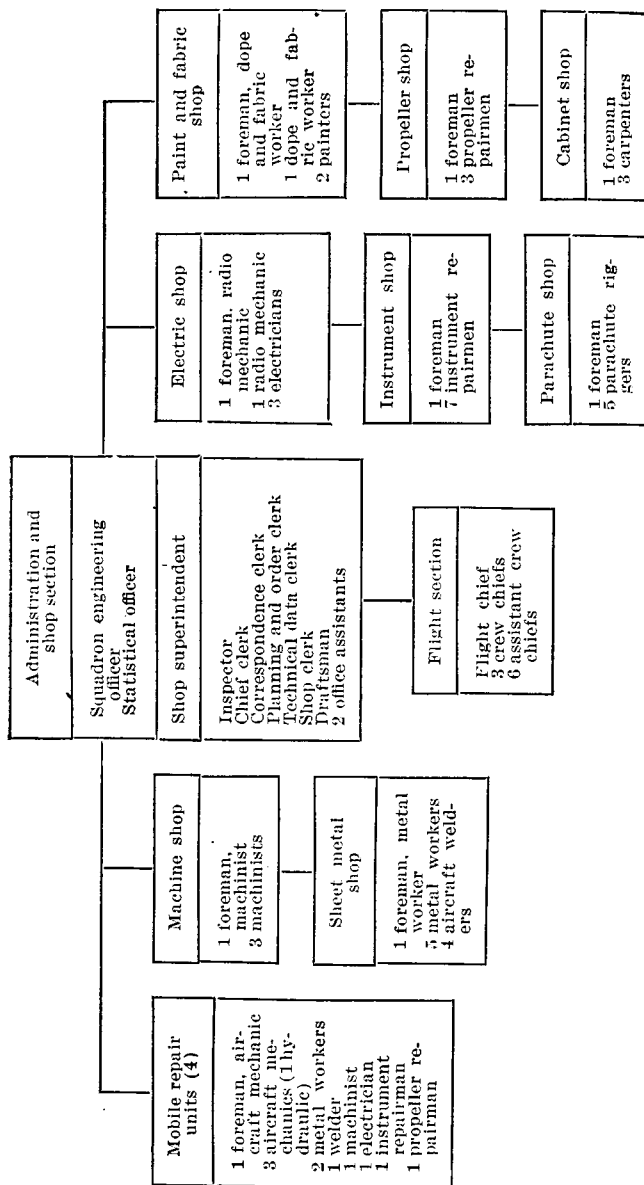 Administration and
shop section
Squadron engineering
officer
Statistical officer
Shop superintendent
Inspector
Chief clerk
Correspondence clerk
Planning and order clerk
Technical data clerk
Shop clerk
Draftsman
2 office assistants
Mobile repair
units (4)
1 foreman, air-
craft mechanic
3 aircraft me-
chanics (1 hy-
draulic)
2 metal workers
1 welder
1 machinist
1 electrician
1 instrument
repairman
1 propeller re-
pairman
Machine shop
1 foreman,
machinist
3 machinists
Sheet metal
shop
1 foreman, metal
worker
5 metal workers
4 aircraft weld-
ers
Flight section
Flight chief
3 crew chiefs
6 assistant crew
chiefs
Electric shop
1 foreman, radio
mechanic
1 radio mechanic
3 electricians
Instrument shop
1 foreman
7 instrument re-
pairmen
Parachute shop
1 foreman
5 parachute rig-
gers
Paint and fabric
shop
1 foreman, dope
and fabric
worker
1 dope and fab-
ric worker
2 painters
Propeller shop
1 foreman
3 propeller re-
pairmen
Cabinet shop
1 foreman
3 carpenters